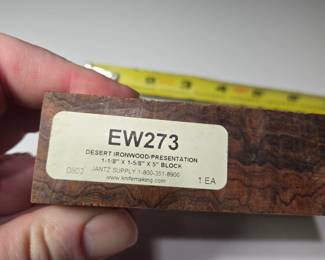 EW273
DESERT IRONWOOD/PRESENTATION
1-1/8" X 1-5/8" X 5" BLOCK
0802 JANTZ SUPPLY 1-800-351-8900
www.knifemaking.com 1 EA